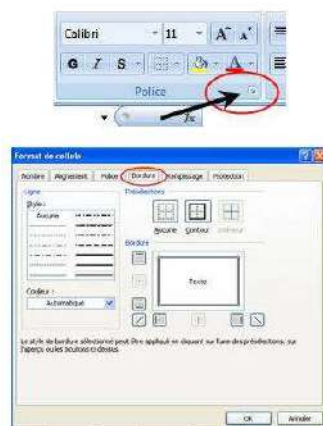 Calibri 11 A A
G I S A
Police
fx
Format de cellule
Nombre Alignement Police Bordure Remplissage Protection
Ligne
Style :
Aucune
Couleur :
Automatique
Présélections
Aucune Contour Intérieur
Bordure
Texte
Le style de bordure sélectionné peut être appliqué en cliquant sur l'une des présélections, sur
l'aperçu ou les boutons ci-dessus.
OK Annuler